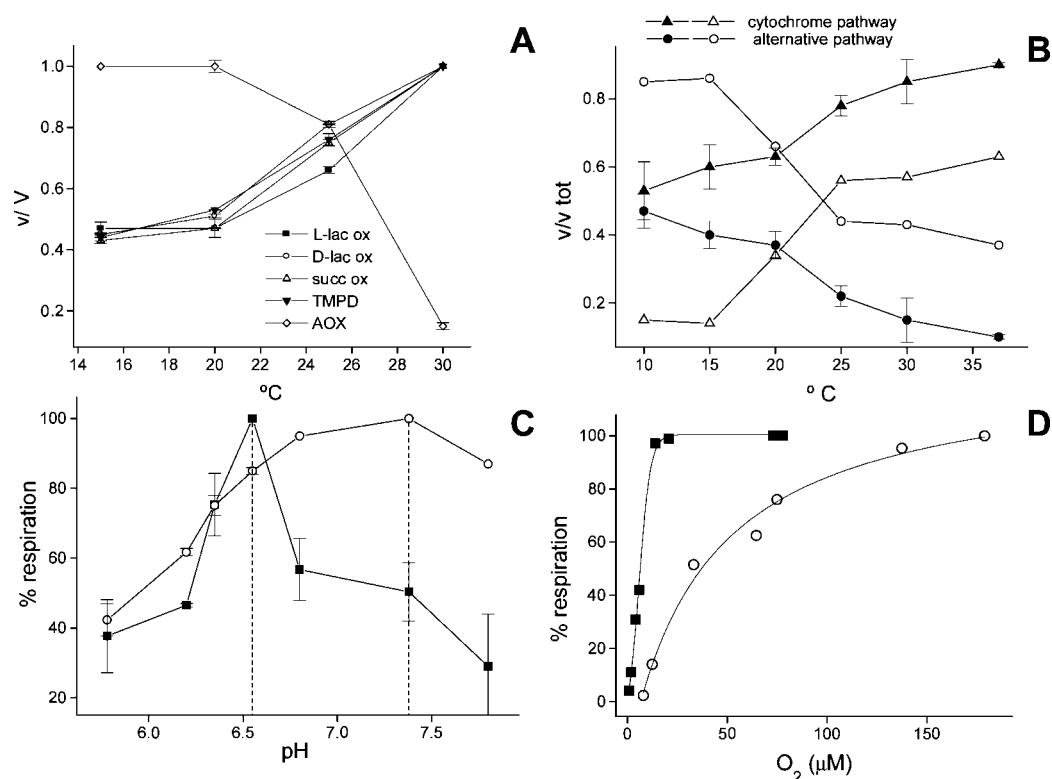 A
1.0
0.8
0.6
0.4
0.2
v/ V
L-lac ox
D-lac ox
succ ox
TMPD
AOX
14 16 18 20 22 24 26 28 30
ºC
cytochrome pathway
alternative pathway
B
0.8
0.6
0.4
0.2
v/v tot
10 15 20 25 30 35
º C
C
100
80
60
40
20
% respiration
6.0 6.5 7.0 7.5
pH
D
100
80
60
40
20
0
% respiration
0 50 100 150
O2 (μM)